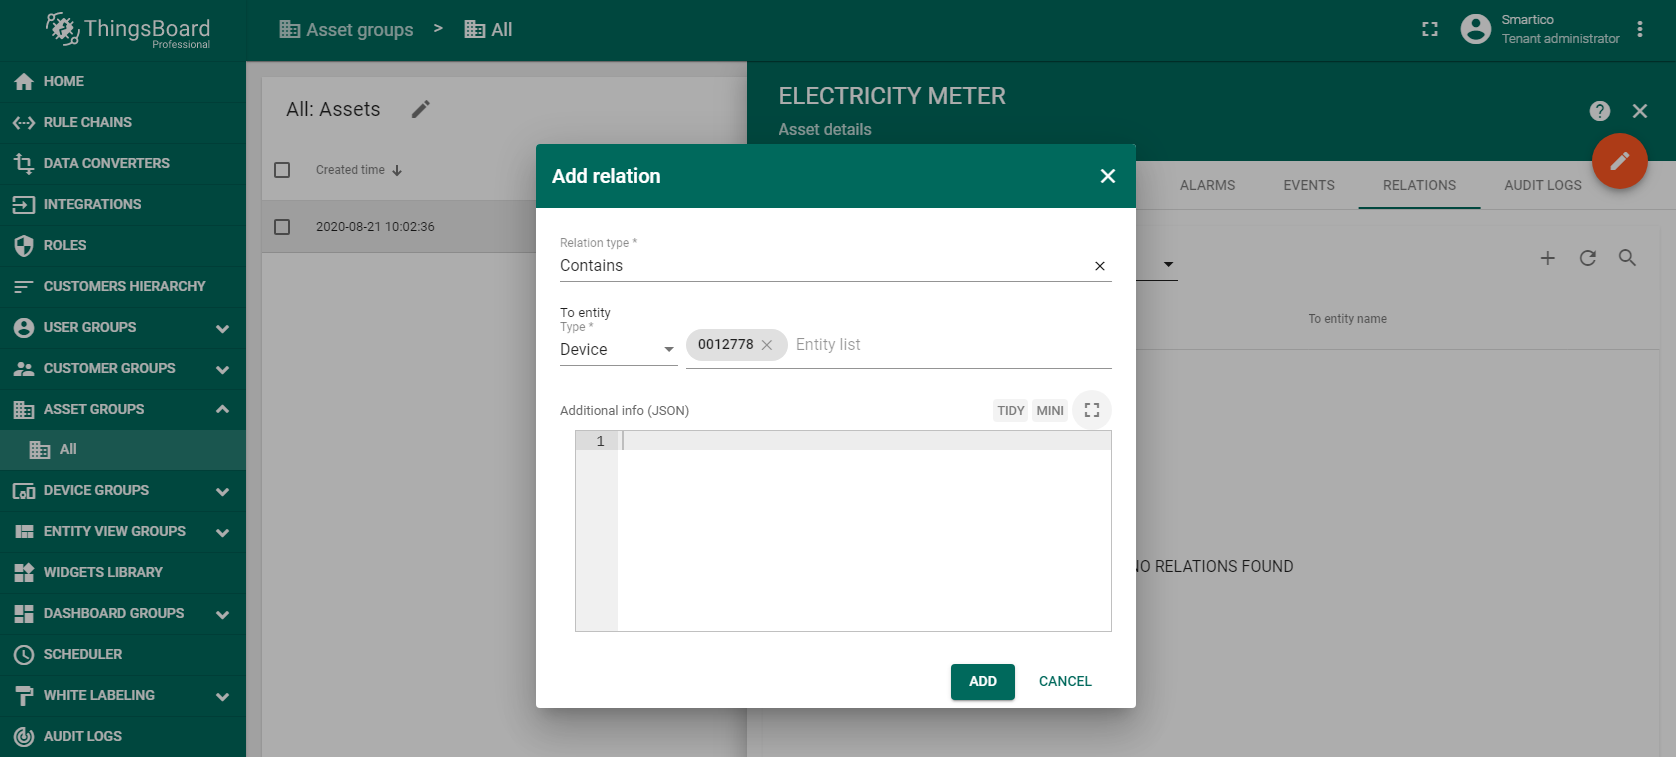 ThingsBoard
Professional
Asset groups > All
Smartico
Tenant administrator
HOME
RULE CHAINS
DATA CONVERTERS
INTEGRATIONS
ROLES
CUSTOMERS HIERARCHY
USER GROUPS
CUSTOMER GROUPS
ASSET GROUPS
All
DEVICE GROUPS
ENTITY VIEW GROUPS
WIDGETS LIBRARY
DASHBOARD GROUPS
SCHEDULER
WHITE LABELING
AUDIT LOGS
All: Assets
Created time
2020-08-21 10:02:36
ELECTRICITY METER
Asset details
ALARMS EVENTS RELATIONS AUDIT LOGS
To entity name
NO RELATIONS FOUND
Add relation
Relation type *
Contains
To entity
Type *
Device
0012778 Entity list
Additional info (JSON) TIDY MINI
1
ADD CANCEL